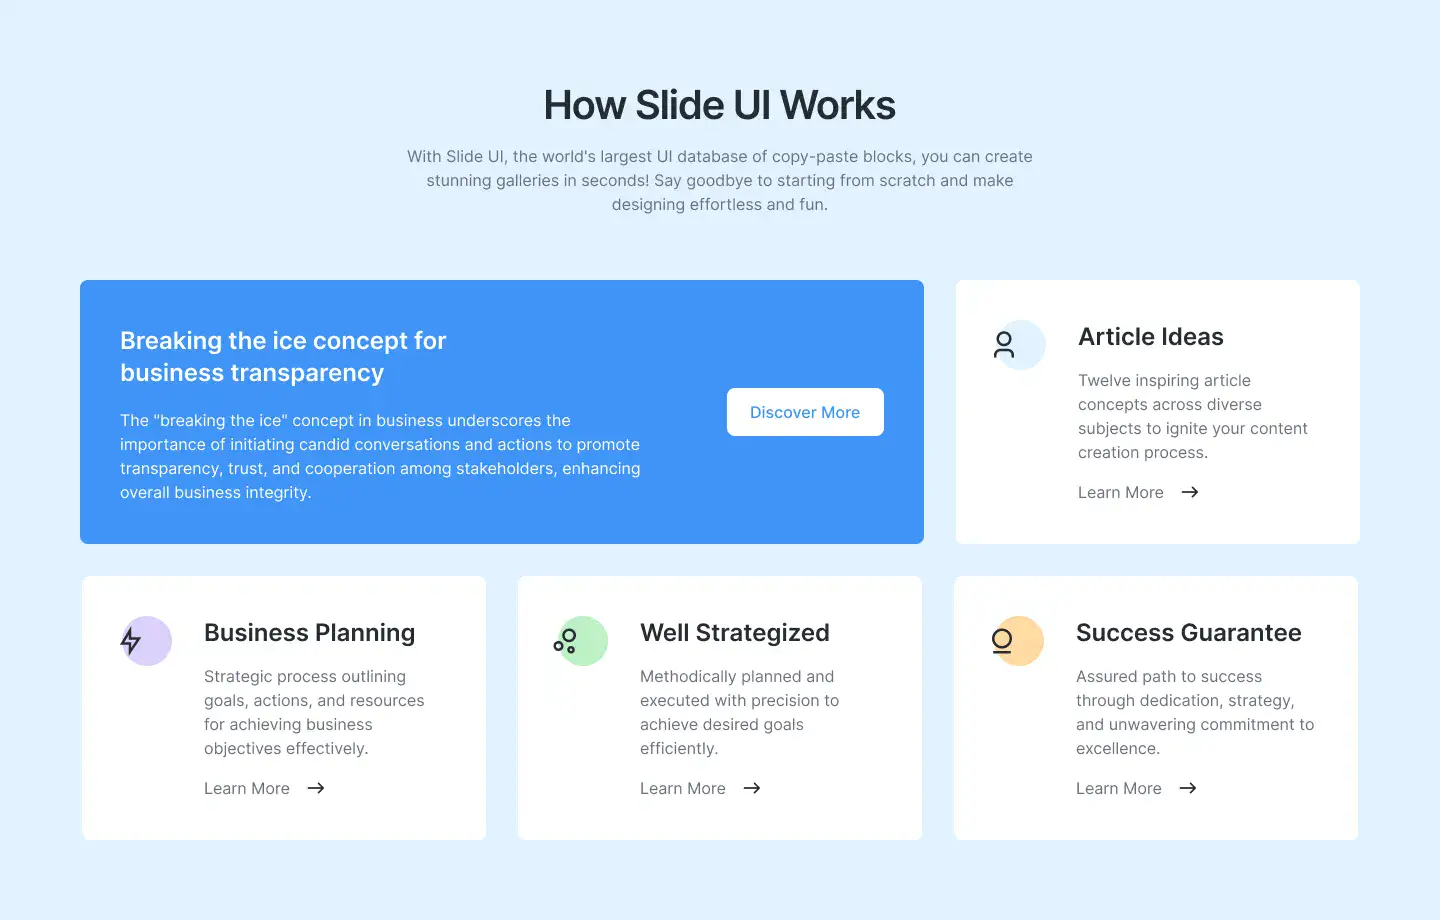 How Slide UI Works
With Slide UI, the world's largest UI database of copy-paste blocks, you can create
stunning galleries in seconds! Say goodbye to starting from scratch and make
designing effortless and fun.
Breaking the ice concept for
business transparency
The "breaking the ice" concept in business underscores the
importance of initiating candid conversations and actions to promote
transparency, trust, and cooperation among stakeholders, enhancing
overall business integrity.
Discover More
Article Ideas
Twelve inspiring article
concepts across diverse
subjects to ignite your content
creation process.
Learn More
Business Planning
Strategic process outlining
goals, actions, and resources
for achieving business
objectives effectively.
Learn More
Well Strategized
Methodically planned and
executed with precision to
achieve desired goals
efficiently.
Learn More
Success Guarantee
Assured path to success
through dedication, strategy,
and unwavering commitment to
excellence.
Learn More